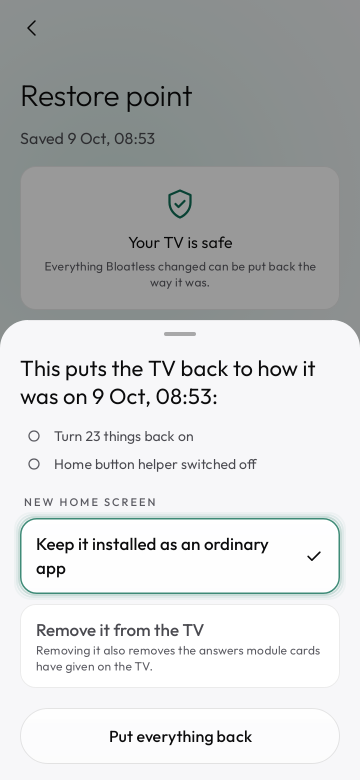 Restore point
Saved 9 Oct, 08:53
Your TV is safe
Everything Bloatless changed can be put back the
way it was.
This puts the TV back to how it
was on 9 Oct, 08:53:
Turn 23 things back on
Home button helper switched off
NEW HOME SCREEN
Keep it installed as an ordinary
app
Remove it from the TV
Removing it also removes the answers module cards
have given on the TV.
Put everything back